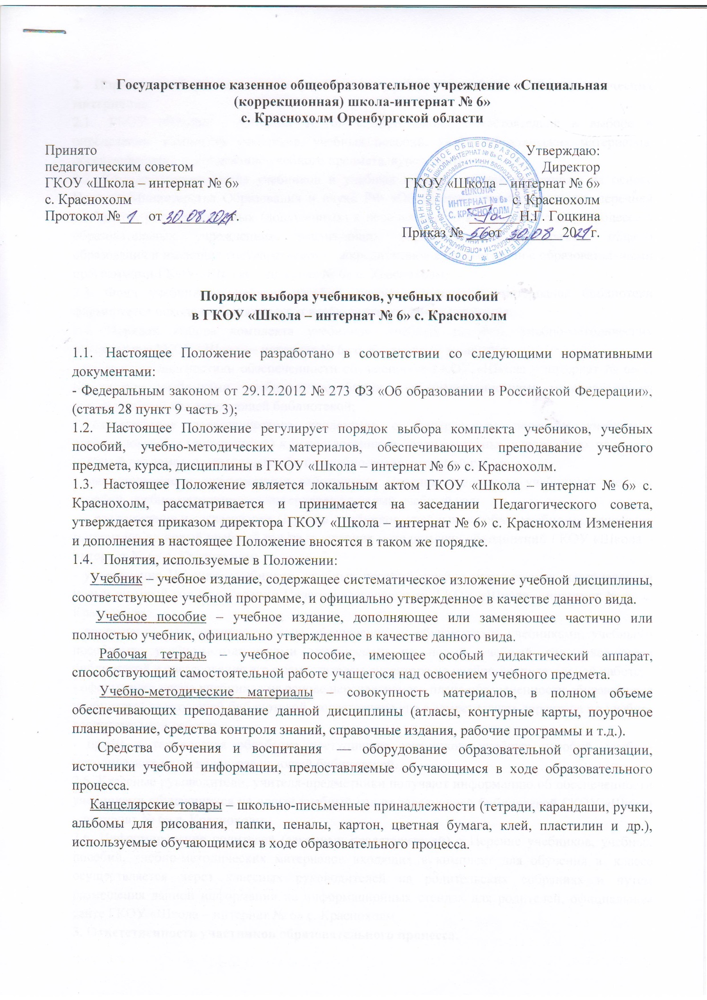 Государственное казенное общеобразовательное учреждение «Специальная
(коррекционная) школа-интернат № 6»
с. Краснохолм Оренбургской области
Принято
педагогическим советом
ГКОУ «Школа – интернат № 6»
с. Краснохолм
Протокол № 1 от 30.08.2021г.
Утверждаю:
Директор
ГКОУ «Школа – интернат № 6»
с. Краснохолм
Н.Г. Гоцкина
Приказ № 56 от 30.08 2021г.
ГКОУ
«ШКОЛА-
ИНТЕРНАТ № 6»
С. КРАСНОХОЛМ
Порядок выбора учебников, учебных пособий
в ГКОУ «Школа – интернат № 6» с. Краснохолм
1.1. Настоящее Положение разработано в соответствии со следующими нормативными
документами:
- Федеральным законом от 29.12.2012 № 273 ФЗ «Об образовании в Российской Федерации»,
(статья 28 пункт 9 часть 3);
1.2. Настоящее Положение регулирует порядок выбора комплекта учебников, учебных
пособий, учебно-методических материалов, обеспечивающих преподавание учебного
предмета, курса, дисциплины в ГКОУ «Школа – интернат № 6» с. Краснохолм.
1.3. Настоящее Положение является локальным актом ГКОУ «Школа – интернат № 6» с.
Краснохолм, рассматривается и принимается на заседании Педагогического совета,
утверждается приказом директора ГКОУ «Школа – интернат № 6» с. Краснохолм Изменения
и дополнения в настоящее Положение вносятся в таком же порядке.
1.4. Понятия, используемые в Положении:
Учебник – учебное издание, содержащее систематическое изложение учебной дисциплины,
соответствующее учебной программе, и официально утвержденное в качестве данного вида.
Учебное пособие – учебное издание, дополняющее или заменяющее частично или
полностью учебник, официально утвержденное в качестве данного вида.
Рабочая тетрадь – учебное пособие, имеющее особый дидактический аппарат,
способствующий самостоятельной работе учащегося над освоением учебного предмета.
Учебно-методические материалы – совокупность материалов, в полном объеме
обеспечивающих преподавание данной дисциплины (атласы, контурные карты, поурочное
планирование, средства контроля знаний, справочные издания, рабочие программы и т.д.).
Средства обучения и воспитания — оборудование образовательной организации,
источники учебной информации, предоставляемые обучающимся в ходе образовательного
процесса.
Канцелярские товары – школьно-письменные принадлежности (тетради, карандаши, ручки,
альбомы для рисования, папки, пеналы, картон, цветная бумага, клей, пластилин и др.),
используемые обучающимися в ходе образовательного процесса.